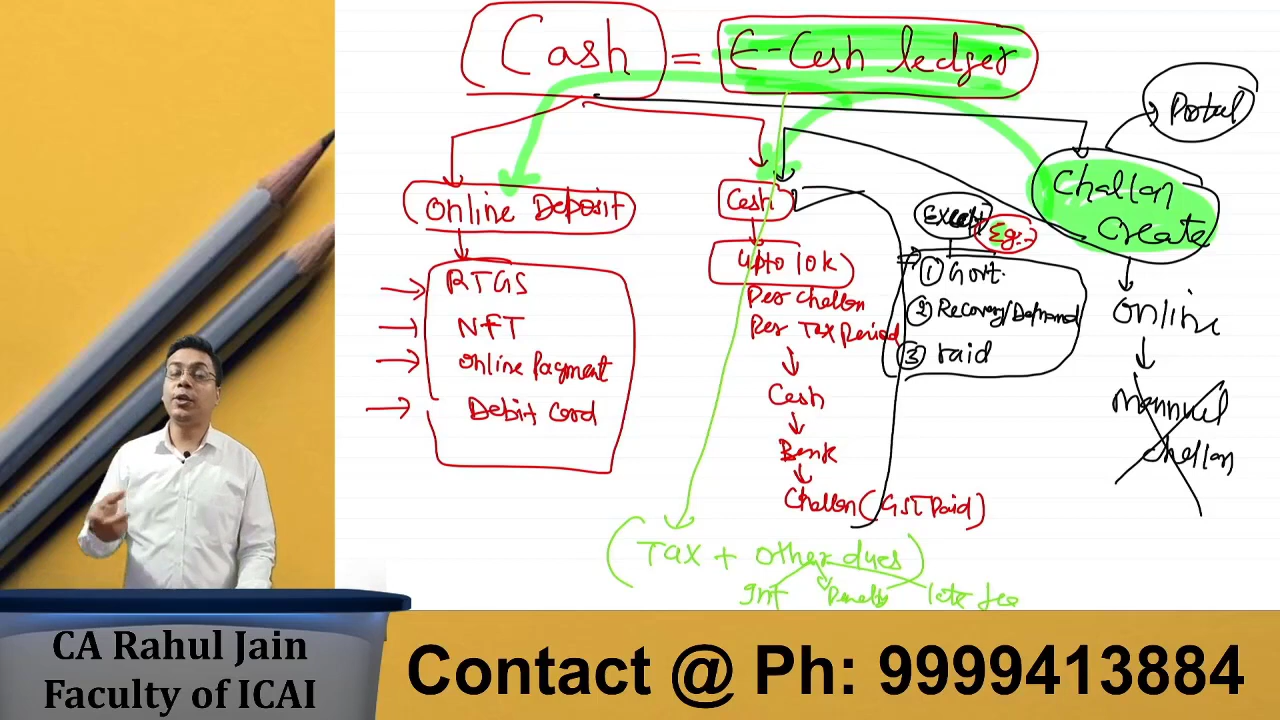 Cash = E-Cash ledger
Portal
Challan
Create
Online Deposit
Cash
Except
Eg:-
upto 10k
Per Challan
Per Tax Period
① Govt.
② Recovery/Demand
③ raid
RTGS
NFT
Online Payment
Debit Card
Cash
Bank
Challan (GST Paid)
Online
Mannual
Challan
(Tax + Other dues)
Int
Penalty
late fee
CA Rahul Jain
Faculty of ICAI
Contact @ Ph: 9999413884